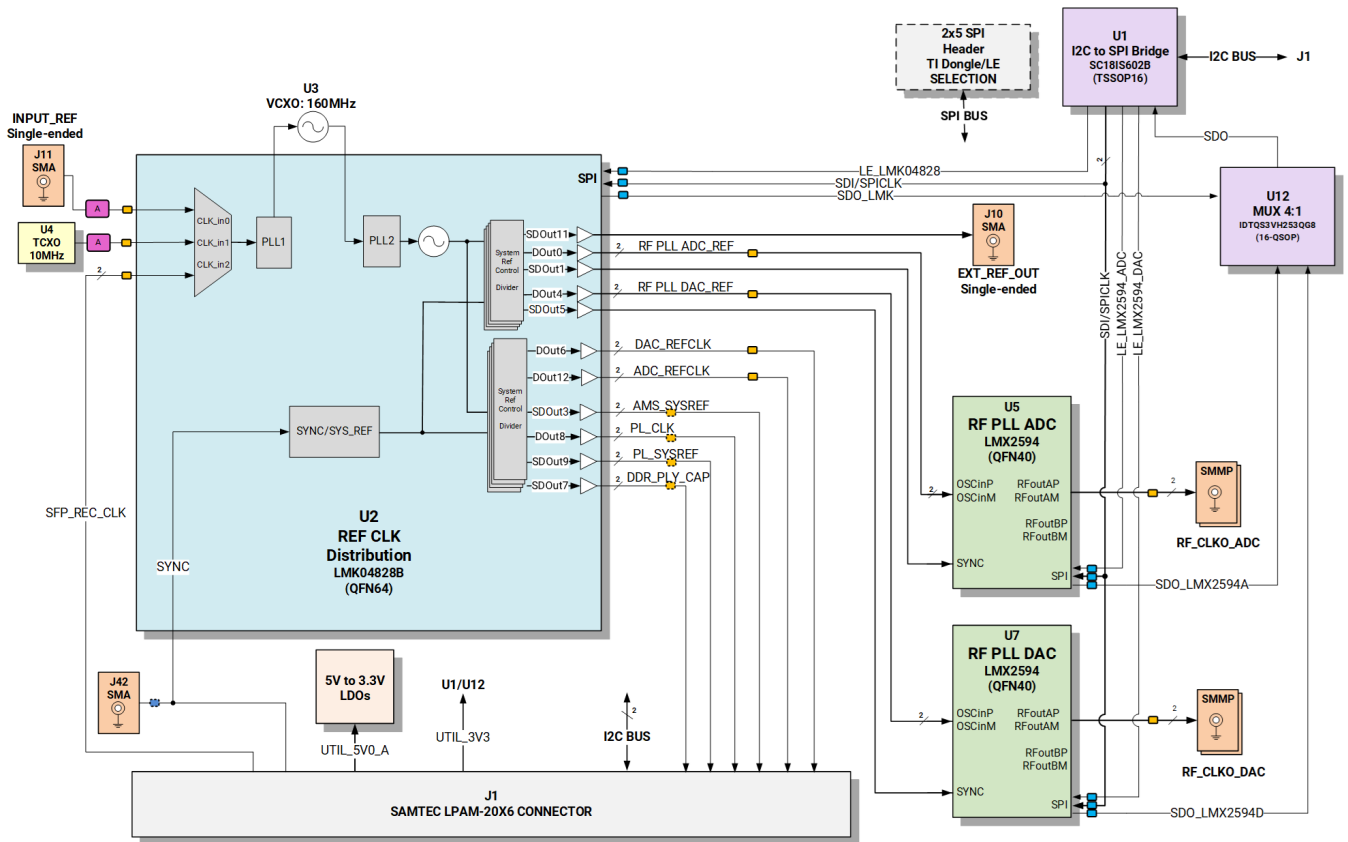 2x5 SPI
Header
TI Dongle/LE
SELECTION
SPI BUS
U1
I2C to SPI Bridge
SC18IS602B
(TSSOP16)
I2C BUS
J1
SDO
2
U12
MUX 4:1
IDTQS3VH253QG8
(16-QSOP)
U3
VCXO: 160MHz
INPUT_REF
Single-ended
J11
SMA
A
U4
TCXO
10MHz
A
2
CLK_in0
CLK_in1
CLK_in2
PLL1
PLL2
SPI
LE_LMK04828
SDI/SPICLK
SDO_LMK
J10
SMA
EXT_REF_OUT
Single-ended
System
Ref
Control
Divider
SDOut11
DOut0
SDOut1
DOut4
SDOut5
2
RF PLL ADC_REF
2
RF PLL DAC_REF
System
Ref
Control
Divider
DOut6
DOut12
SDOut3
DOut8
SDOut9
SDOut7
2
DAC_REFCLK
2
ADC_REFCLK
2
AMS_SYSREF
2
PL_CLK
2
PL_SYSREF
2
DDR_PLY_CAP
SYNC/SYS_REF
U2
REF CLK
Distribution
LMK04828B
(QFN64)
SFP_REC_CLK
SYNC
SDI/SPICLK
LE_LMX2594_ADC
LE_LMX2594_DAC
U5
RF PLL ADC
LMX2594
(QFN40)
2
OSCinP
OSCinM
RFoutAP
RFoutAM
RFoutBP
RFoutBM
SYNC
SPI
2
SMMP
RF_CLKO_ADC
SDO_LMX2594A
U7
RF PLL DAC
LMX2594
(QFN40)
2
OSCinP
OSCinM
RFoutAP
RFoutAM
RFoutBP
RFoutBM
SYNC
SPI
2
SMMP
RF_CLKO_DAC
SDO_LMX2594D
J42
SMA
5V to 3.3V
LDOs
UTIL_5V0_A
U1/U12
UTIL_3V3
2
I2C BUS
J1
SAMTEC LPAM-20X6 CONNECTOR